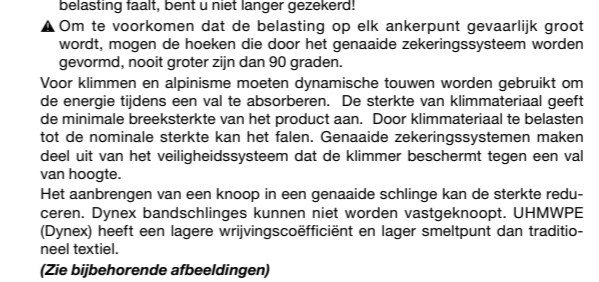 belasting faalt, bent u niet langer gezekerd!
⚠ Om te voorkomen dat de belasting op elk ankerpunt gevaarlijk groot
wordt, mogen de hoeken die door het genaaide zekeringssysteem worden
gevormd, nooit groter zijn dan 90 graden.
Voor klimmen en alpinisme moeten dynamische touwen worden gebruikt om
de energie tijdens een val te absorberen. De sterkte van klimmateriaal geeft
de minimale breeksterkte van het product aan. Door klimmateriaal te belasten
tot de nominale sterkte kan het falen. Genaaide zekeringssystemen maken
deel uit van het veiligheidssysteem dat de klimmer beschermt tegen een val
van hoogte.
Het aanbrengen van een knoop in een genaaide schlinge kan de sterkte redu-
ceren. Dynex bandschlinges kunnen niet worden vastgeknoopt. UHMWPE
(Dynex) heeft een lagere wrijvingscoëfficiënt en lager smeltpunt dan traditio-
neel textiel.
(Zie bijbehorende afbeeldingen)